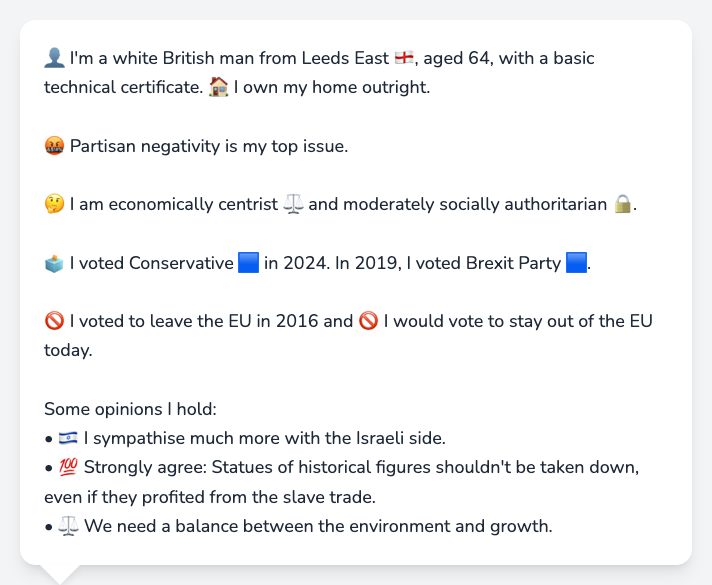 👤 I'm a white British man from Leeds East 🏴󠁧󠁢󠁥󠁮󠁧󠁿, aged 64, with a basic
technical certificate. 🏠 I own my home outright.
🤬 Partisan negativity is my top issue.
🤔 I am economically centrist ⚖️ and moderately socially authoritarian 🔒.
🗳️ I voted Conservative 🟦 in 2024. In 2019, I voted Brexit Party 🟦.
🚫 I voted to leave the EU in 2016 and 🚫 I would vote to stay out of the EU
today.
Some opinions I hold:
• 🇮🇱 I sympathise much more with the Israeli side.
• 💯 Strongly agree: Statues of historical figures shouldn't be taken down,
even if they profited from the slave trade.
• ⚖️ We need a balance between the environment and growth.